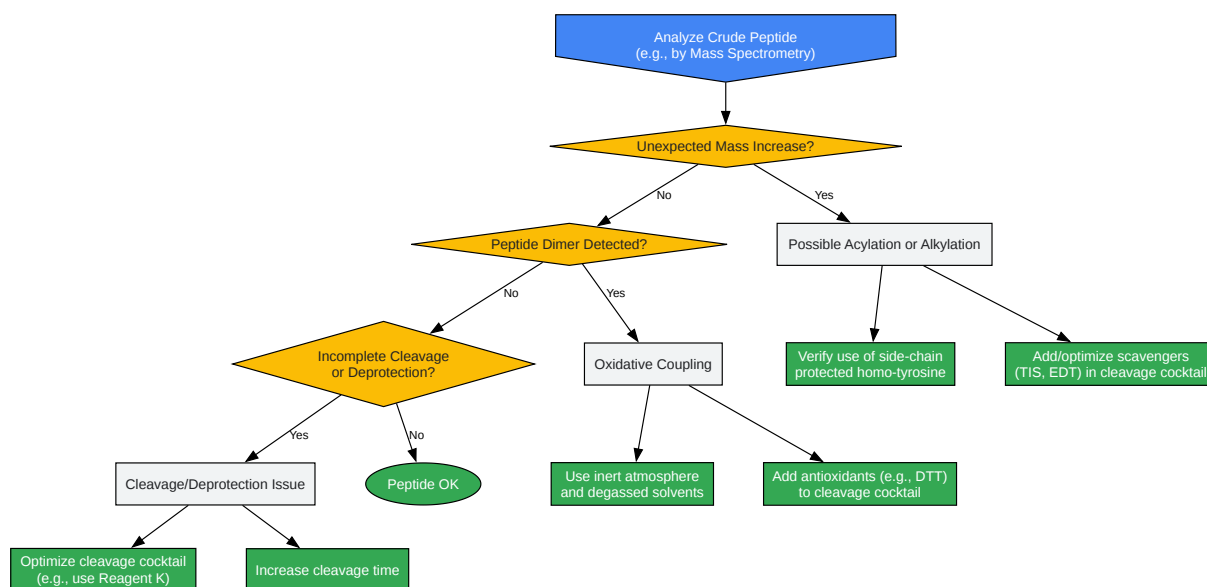 Analyze Crude Peptide
(e.g., by Mass Spectrometry)
Unexpected Mass Increase?
No
Yes
Peptide Dimer Detected?
Possible Acylation or Alkylation
No
Yes
Incomplete Cleavage
or Deprotection?
Oxidative Coupling
Verify use of side-chain
protected homo-tyrosine
Add/optimize scavengers
(TIS, EDT) in cleavage cocktail
Yes
No
Cleavage/Deprotection Issue
Peptide OK
Use inert atmosphere
and degassed solvents
Add antioxidants (e.g., DTT)
to cleavage cocktail
Optimize cleavage cocktail
(e.g., use Reagent K)
Increase cleavage time